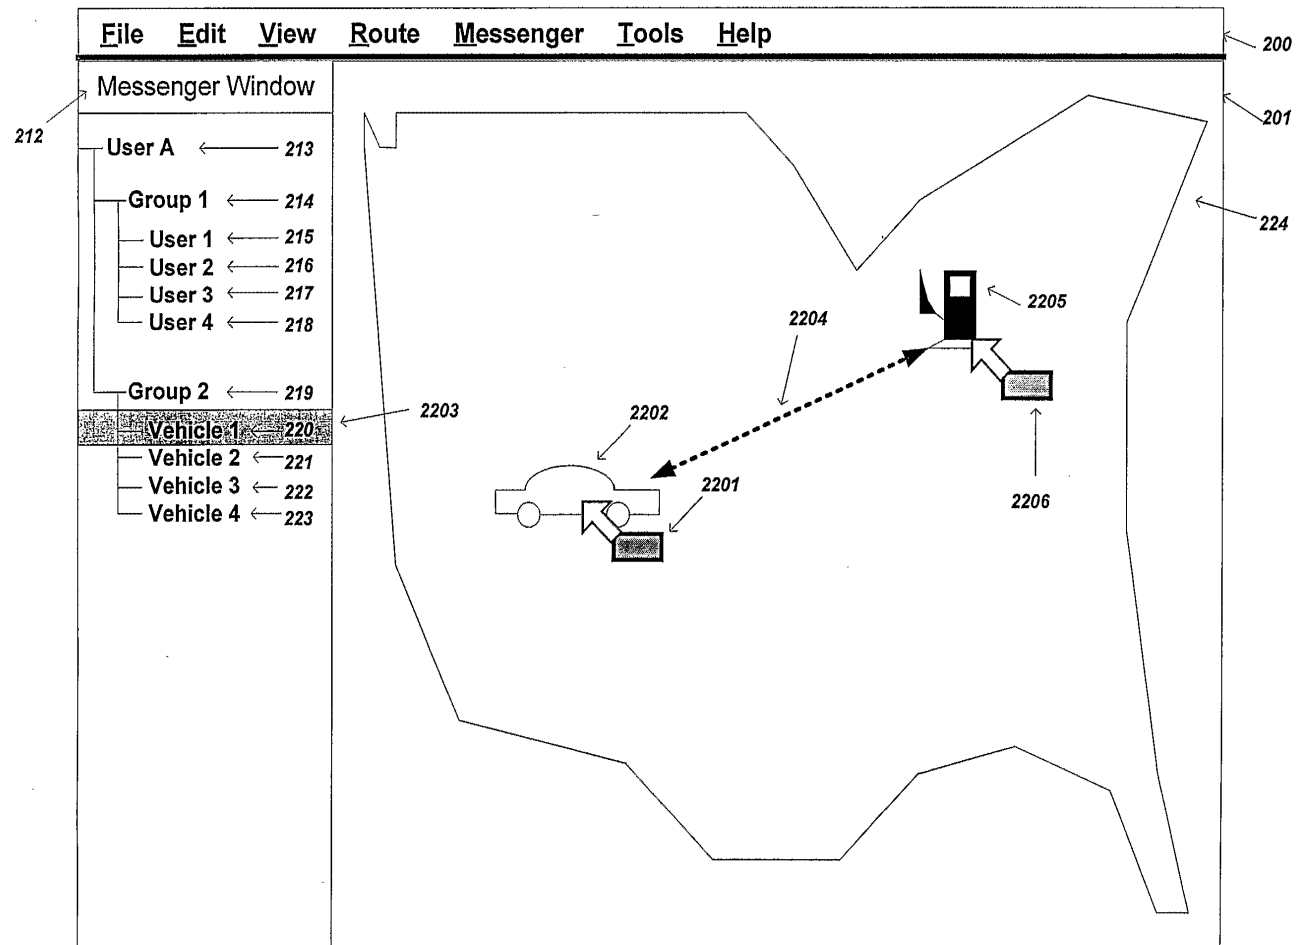 File Edit View Route Messenger Tools Help
200
Messenger Window
201
212
User A 213
Group 1 214
224
User 1 215
User 2 216
User 3 217
2205
User 4 218
2204
Group 2 219
2203
2202
Vehicle 1 220
Vehicle 2 221
2201
2206
Vehicle 3 222
Vehicle 4 223